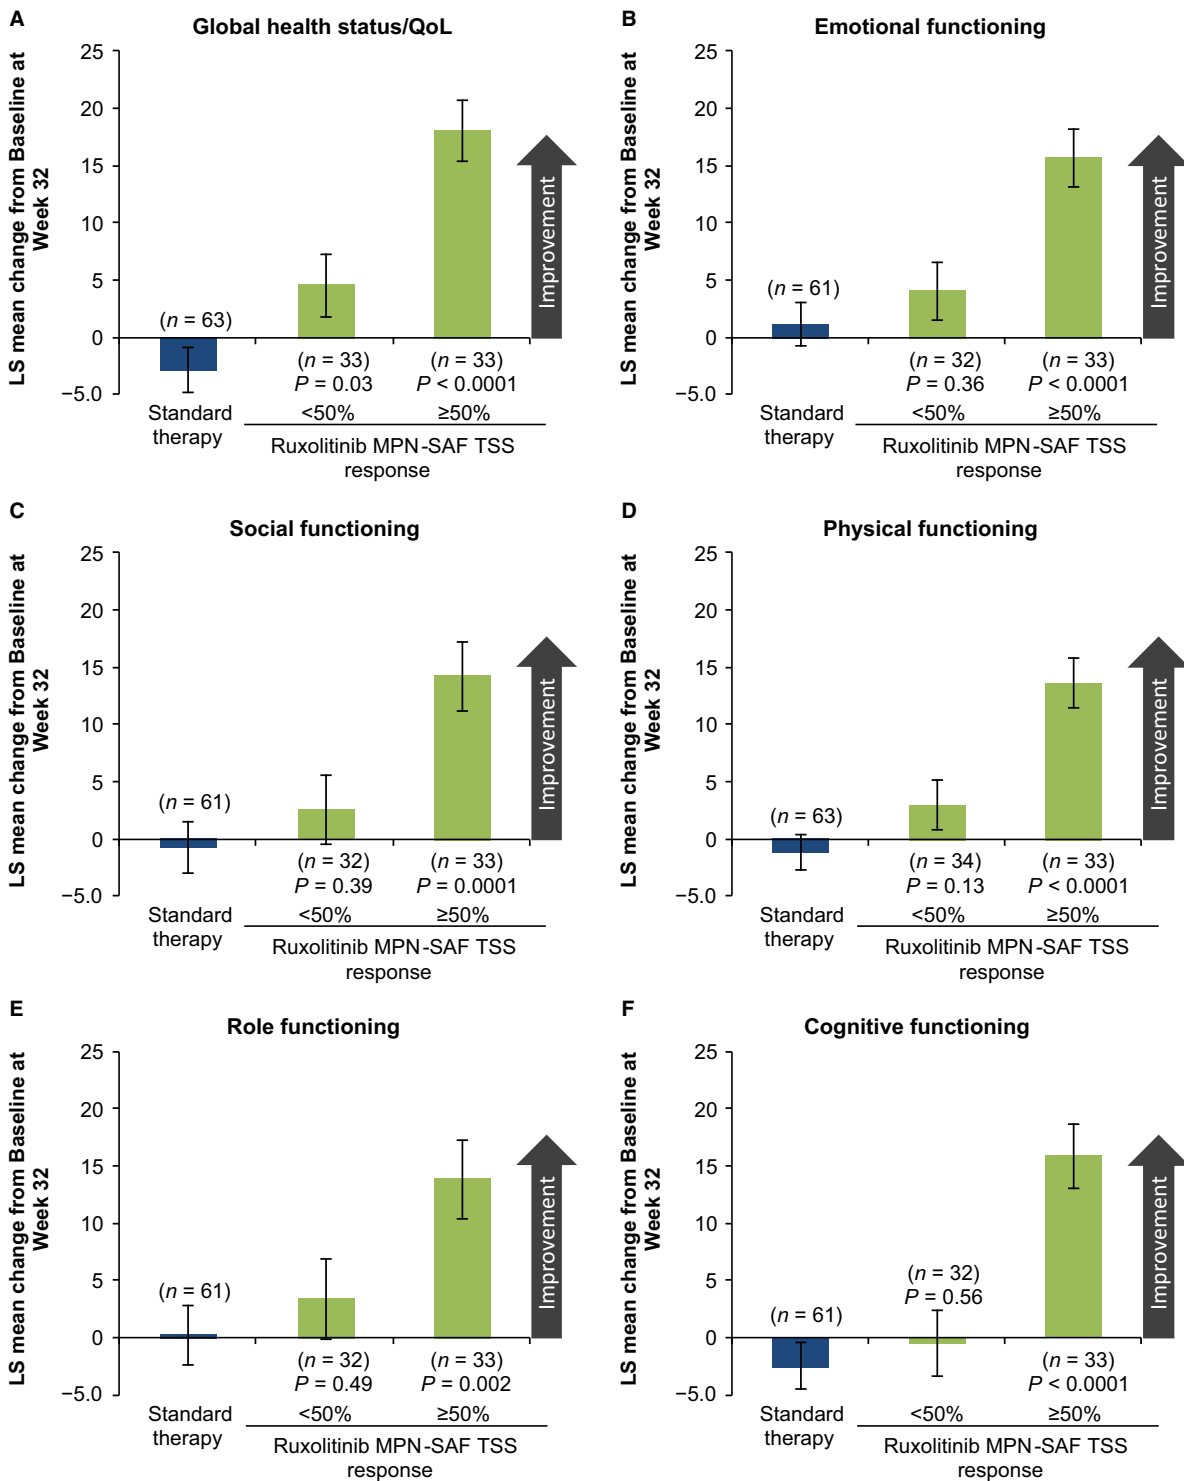 A
Global health status/QoL
LS mean change from Baseline at
Week 32
25
20
15
10
5
0
−5.0
(n = 63)
(n = 33)
P = 0.03
(n = 33)
P < 0.0001
Improvement
Standard
therapy
<50%
≥50%
Ruxolitinib MPN-SAF TSS
response
B
Emotional functioning
LS mean change from Baseline at
Week 32
25
20
15
10
5
0
−5.0
(n = 61)
(n = 32)
P = 0.36
(n = 33)
P < 0.0001
Improvement
Standard
therapy
<50%
≥50%
Ruxolitinib MPN-SAF TSS
response
C
Social functioning
LS mean change from Baseline at
Week 32
25
20
15
10
5
0
−5.0
(n = 61)
(n = 32)
P = 0.39
(n = 33)
P = 0.0001
Improvement
Standard
therapy
<50%
≥50%
Ruxolitinib MPN-SAF TSS
response
D
Physical functioning
LS mean change from Baseline at
Week 32
25
20
15
10
5
0
−5.0
(n = 63)
(n = 34)
P = 0.13
(n = 33)
P < 0.0001
Improvement
Standard
therapy
<50%
≥50%
Ruxolitinib MPN-SAF TSS
response
E
Role functioning
LS mean change from Baseline at
Week 32
25
20
15
10
5
0
−5.0
(n = 61)
(n = 32)
P = 0.49
(n = 33)
P = 0.002
Improvement
Standard
therapy
<50%
≥50%
Ruxolitinib MPN-SAF TSS
response
F
Cognitive functioning
LS mean change from Baseline at
Week 32
25
20
15
10
5
0
−5.0
(n = 61)
(n = 32)
P = 0.56
(n = 33)
P < 0.0001
Improvement
Standard
therapy
<50%
≥50%
Ruxolitinib MPN-SAF TSS
response